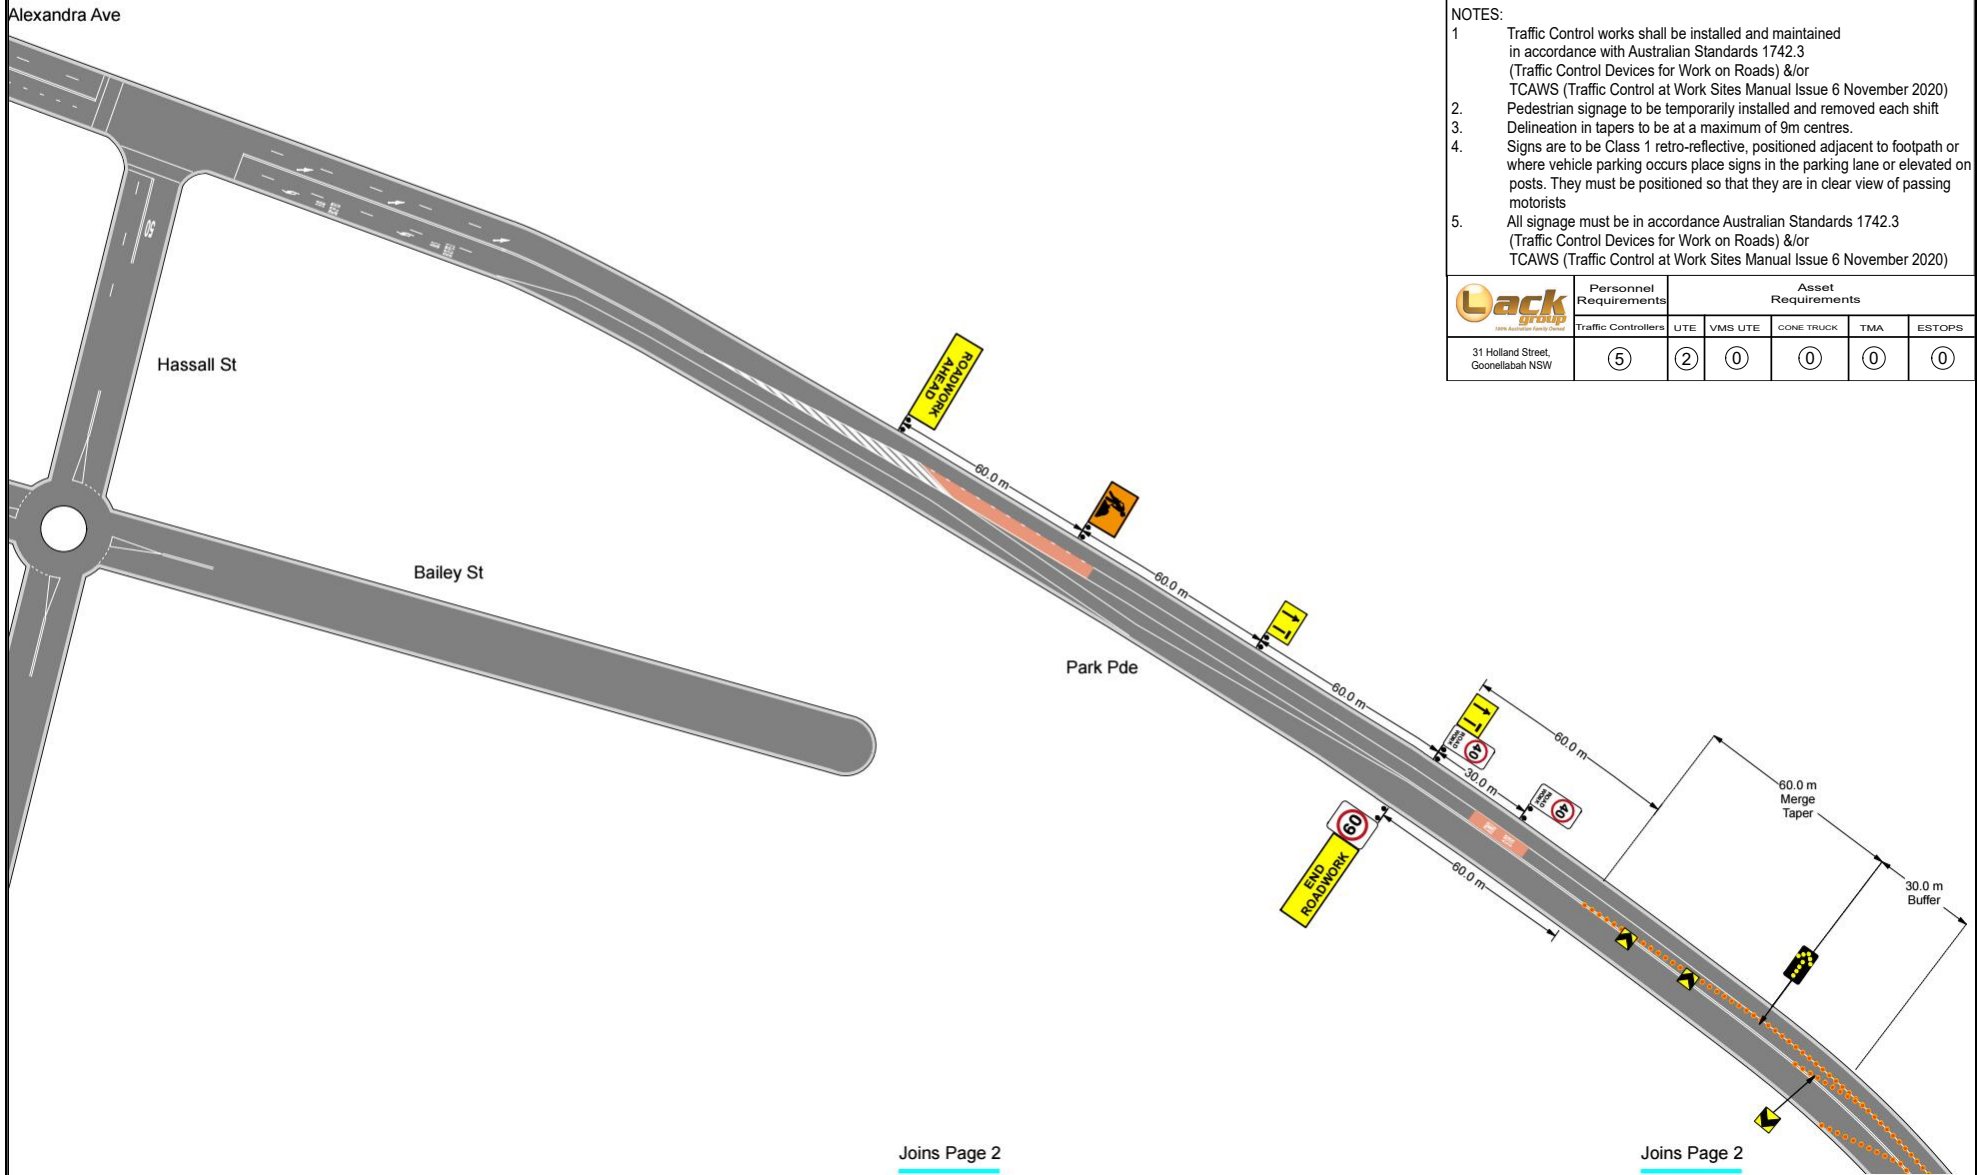 Alexandra Ave
NOTES:
1 Traffic Control works shall be installed and maintained
in accordance with Australian Standards 1742.3
(Traffic Control Devices for Work on Roads) &/or
TCAWS (Traffic Control at Work Sites Manual Issue 6 November 2020)
2. Pedestrian signage to be temporarily installed and removed each shift
3. Delineation in tapers to be at a maximum of 9m centres.
4. Signs are to be Class 1 retro-reflective, positioned adjacent to footpath or
where vehicle parking occurs place signs in the parking lane or elevated on
posts. They must be positioned so that they are in clear view of passing
motorists
5. All signage must be in accordance Australian Standards 1742.3
(Traffic Control Devices for Work on Roads) &/or
TCAWS (Traffic Control at Work Sites Manual Issue 6 November 2020)
Lack
group
100% Australian Family Owned
Personnel
Requirements
Asset
Requirements
Traffic Controllers UTE VMS UTE CONE TRUCK TMA ESTOPS
31 Holland Street,
Goonellabah NSW
5 2 0 0 0 0
Hassall St
ROADWORK
AHEAD
60.0 m
Bailey St
60.0 m
Park Pde
60.0 m
ROAD
WORK
40
60.0 m
30.0 m
ROAD
WORK
40
60.0 m
Merge
Taper
60
END
ROADWORK
60.0 m
30.0 m
Buffer
Joins Page 2
Joins Page 2